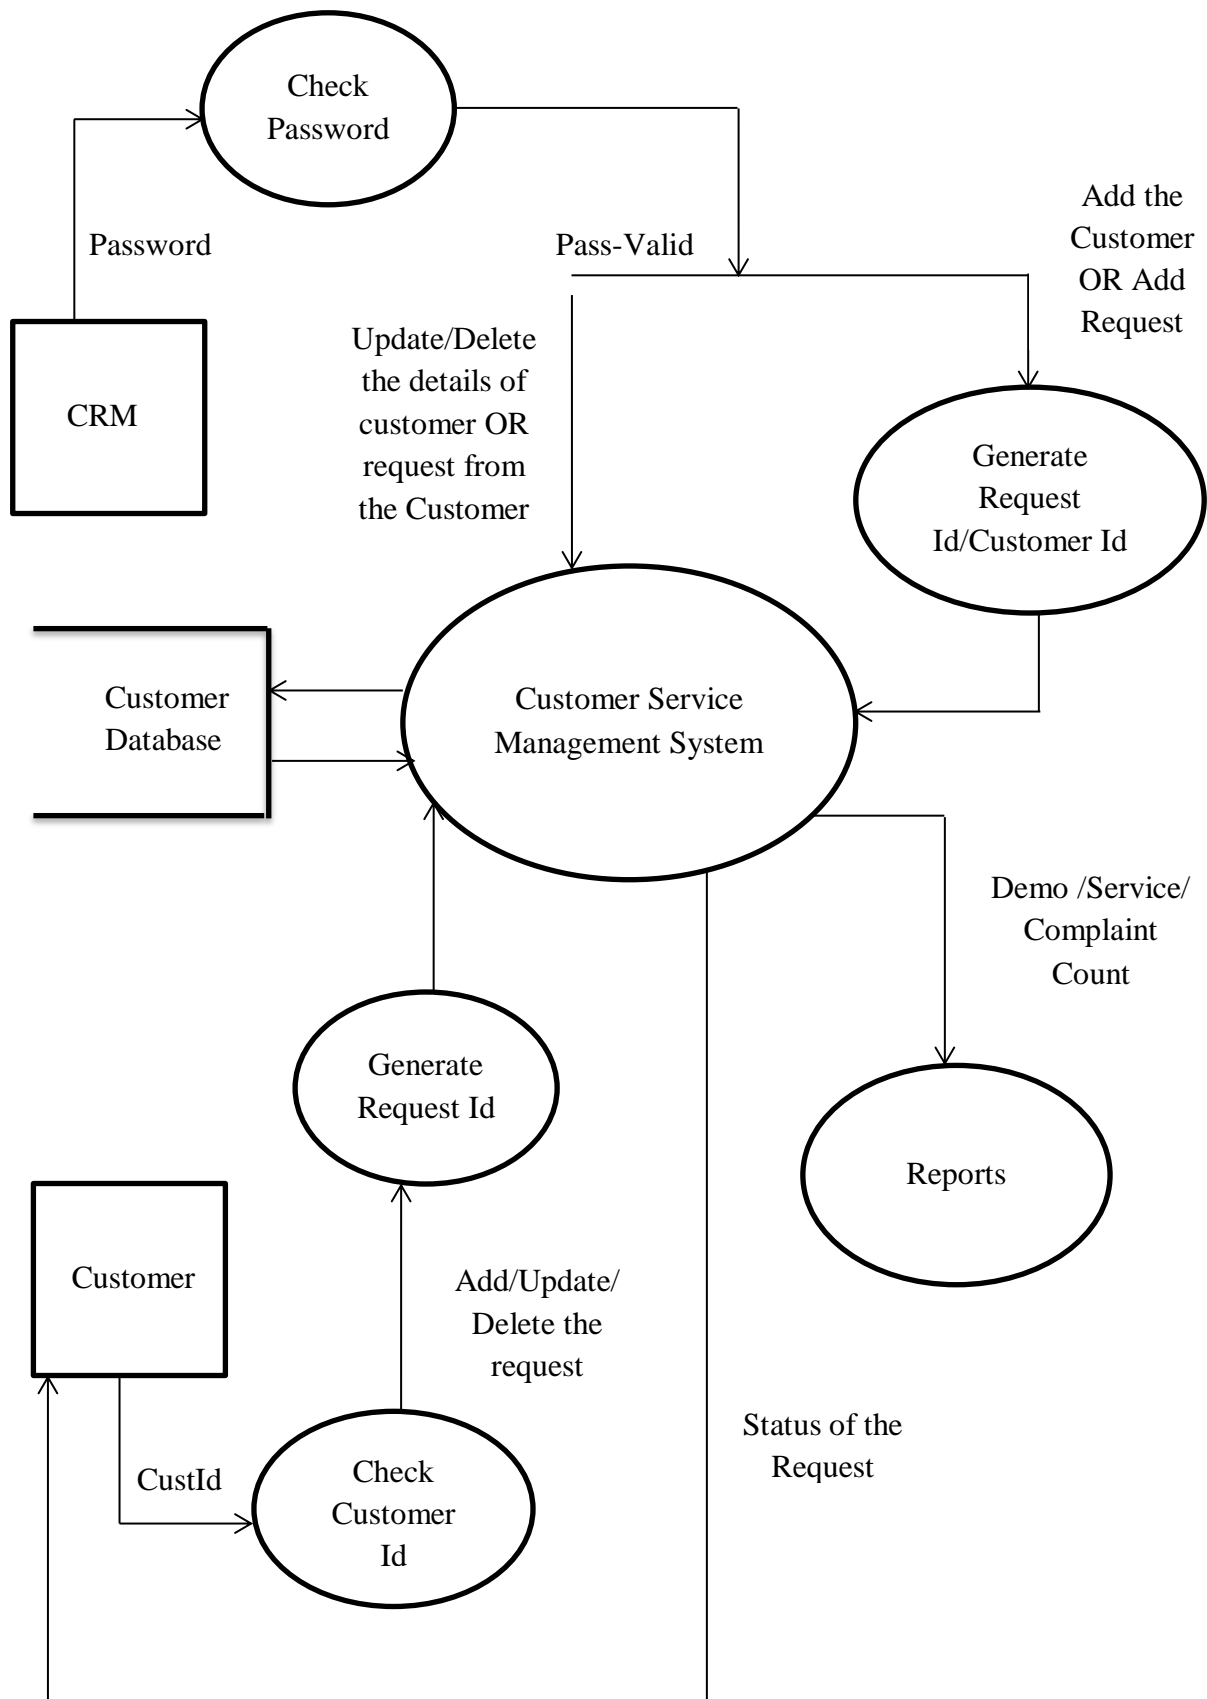 Check
Password
Password
Pass-Valid
Add the
Customer
OR Add
Request
Update/Delete
the details of
customer OR
request from
the Customer
CRM
Generate
Request
Id/Customer Id
Customer
Database
Customer Service
Management System
Demo /Service/
Complaint
Count
Generate
Request Id
Reports
Customer
Add/Update/
Delete the
request
Status of the
Request
CustId
Check
Customer
Id